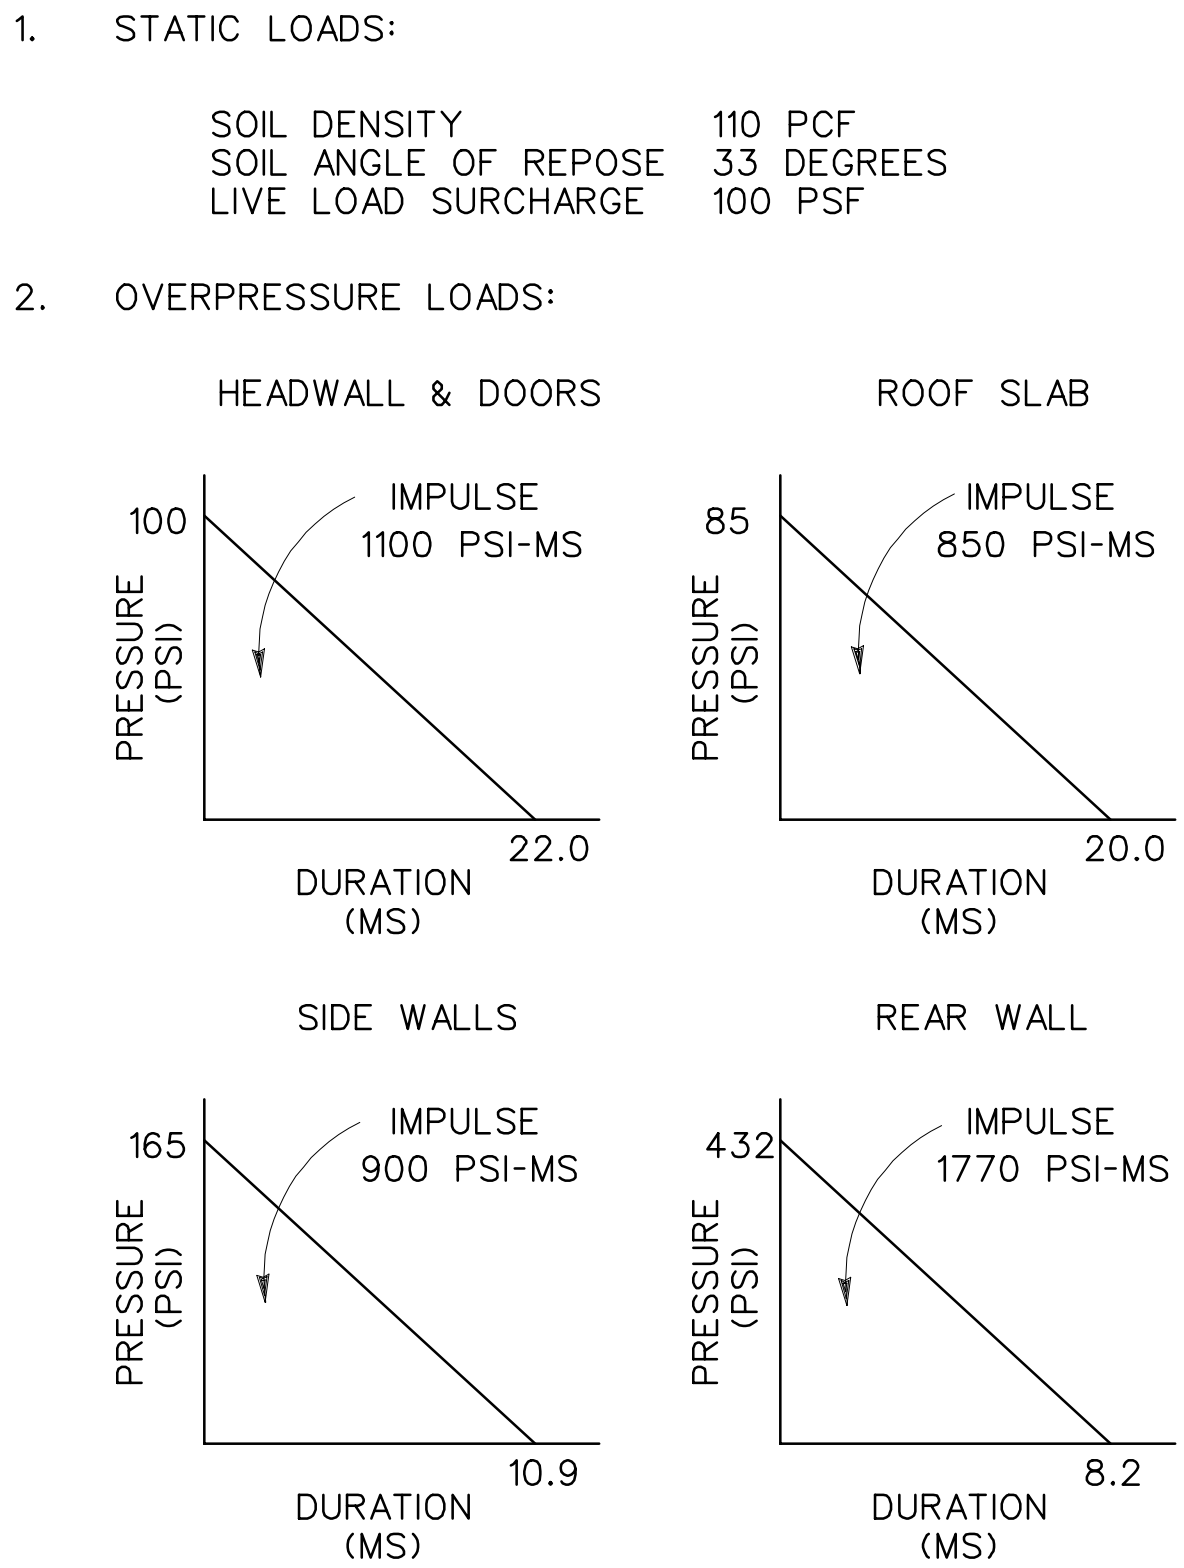 1. STATIC LOADS:
SOIL DENSITY 110 PCF
SOIL ANGLE OF REPOSE 33 DEGREES
LIVE LOAD SURCHARGE 100 PSF
2. OVERPRESSURE LOADS:
HEADWALL & DOORS
IMPULSE
1100 PSI-MS
100
PRESSURE
(PSI)
22.0
DURATION
(MS)
ROOF SLAB
IMPULSE
850 PSI-MS
85
PRESSURE
(PSI)
20.0
DURATION
(MS)
SIDE WALLS
IMPULSE
900 PSI-MS
165
PRESSURE
(PSI)
10.9
DURATION
(MS)
REAR WALL
IMPULSE
1770 PSI-MS
432
PRESSURE
(PSI)
8.2
DURATION
(MS)